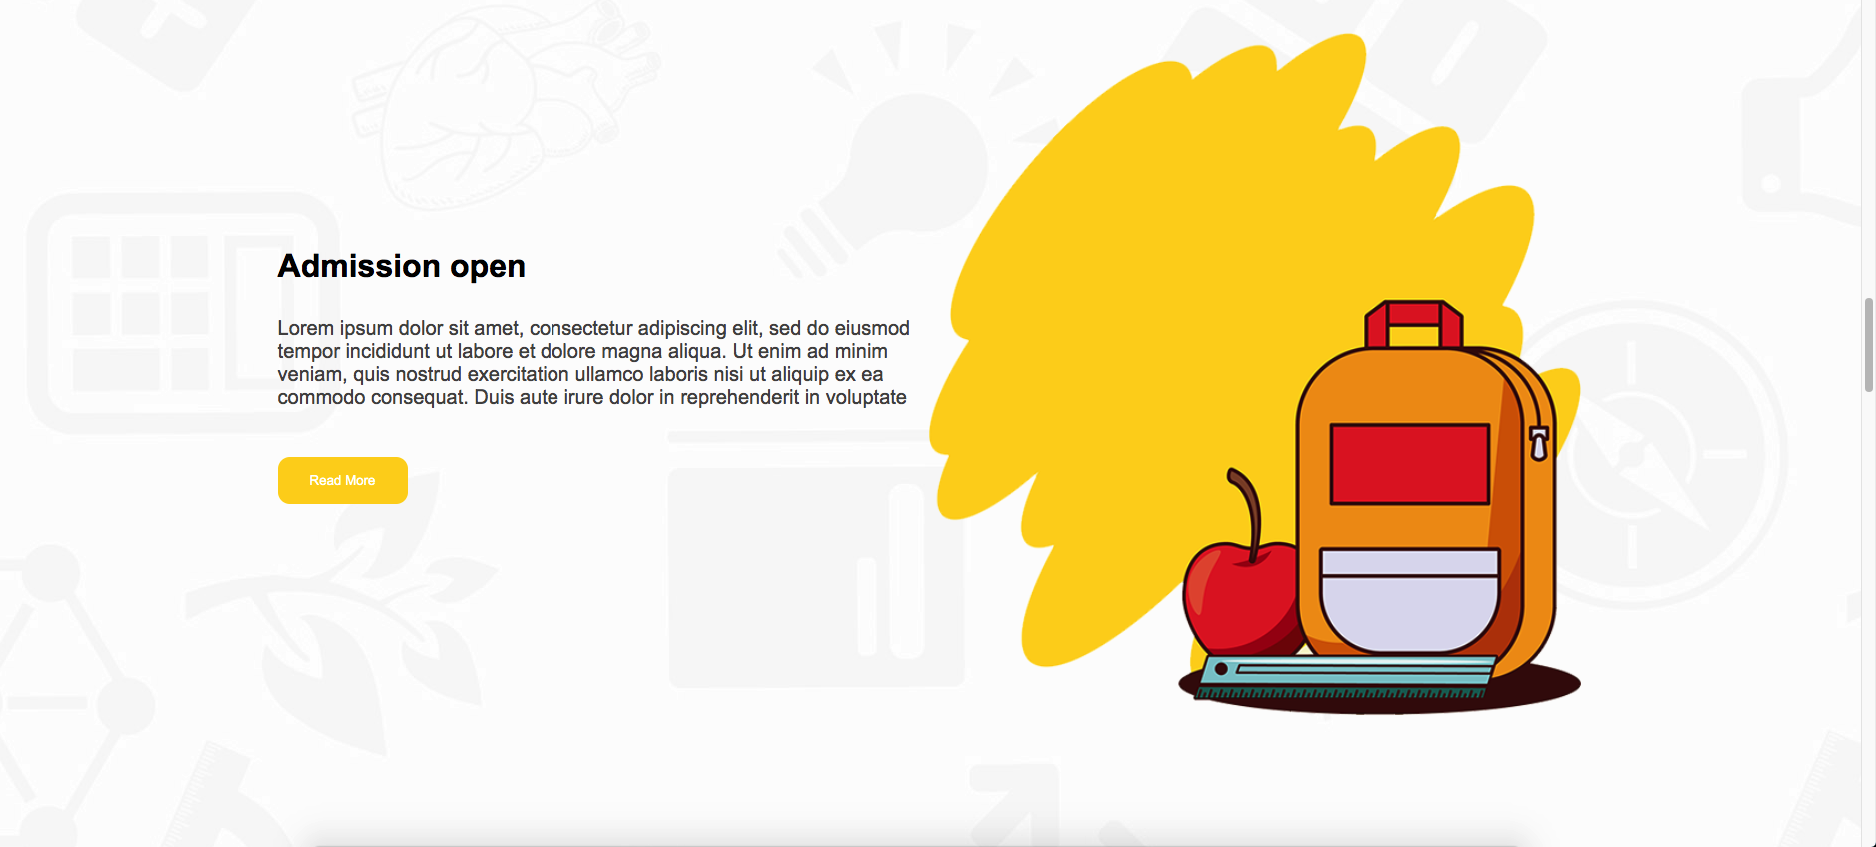 Admission open
Lorem ipsum dolor sit amet, consectetur adipiscing elit, sed do eiusmod
tempor incididunt ut labore et dolore magna aliqua. Ut enim ad minim
veniam, quis nostrud exercitation ullamco laboris nisi ut aliquip ex ea
commodo consequat. Duis aute irure dolor in reprehenderit in voluptate
Read More